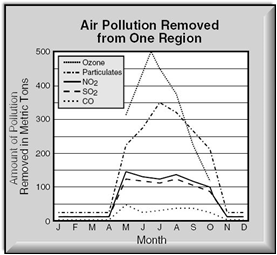 Air Pollution Removed
from One Region
Amount of Pollution
Removed in Metric Tons
500
400
300
200
100
0
Ozone
Particulates
NO2
SO2
CO
J F M A M J J A S O N D
Month